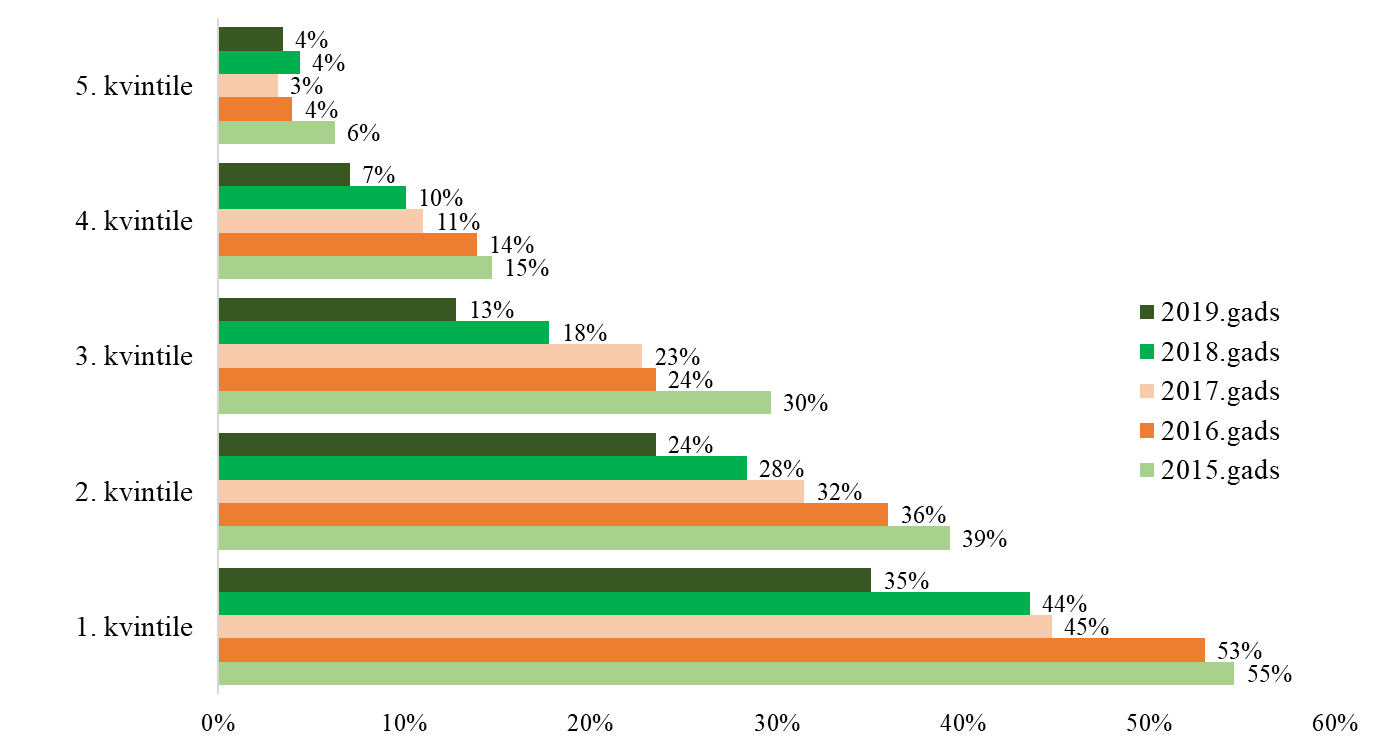 4%
4%
5. kvintile
3%
4%
6%
7%
10%
4. kvintile
11%
14%
15%
13%
18%
3. kvintile
23%
24%
30%
2019.gads
2018.gads
2017.gads
2016.gads
2015.gads
24%
28%
2. kvintile
32%
36%
39%
35%
44%
1. kvintile
45%
53%
55%
0% 10% 20% 30% 40% 50% 60%